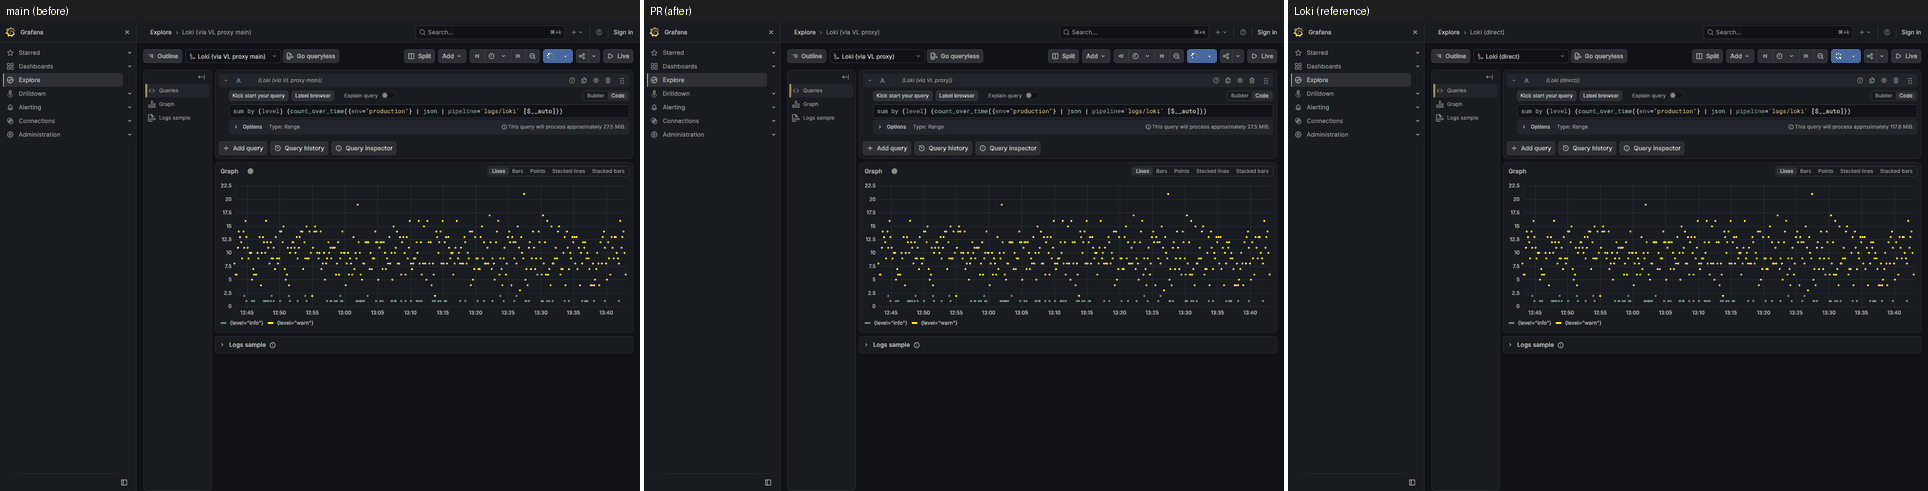 main (before)
Grafana
Explore › Loki (via VL proxy main)
Search...
⌘+k
Sign in
Starred
Dashboards
Explore
Drilldown
Alerting
Connections
Administration
Outline
Loki (via VL proxy main)
Go queryless
Split
Add
Live
Queries
Graph
Logs sample
A (Loki (via VL proxy main))
Kick start your query
Label browser
Explain query
Builder
Code
sum by (level) (count_over_time({env="production"} | json | pipeline=`logs/loki` [$__auto]))
Options Type: Range
This query will process approximately 27.5 MiB.
+ Add query
Query history
Query inspector
Graph
Lines Bars Points Stacked lines Stacked bars
22.5
20
17.5
15
12.5
10
7.5
5
2.5
0
12:45 12:50 12:55 13:00 13:05 13:10 13:15 13:20 13:25 13:30 13:35 13:40
{level="info"} {level="warn"}
Logs sample
PR (after)
Grafana
Explore › Loki (via VL proxy)
Search...
⌘+k
Sign in
Starred
Dashboards
Explore
Drilldown
Alerting
Connections
Administration
Outline
Loki (via VL proxy)
Go queryless
Split
Add
Live
Queries
Graph
Logs sample
A (Loki (via VL proxy))
Kick start your query
Label browser
Explain query
Builder
Code
sum by (level) (count_over_time({env="production"} | json | pipeline=`logs/loki` [$__auto]))
Options Type: Range
This query will process approximately 27.5 MiB.
+ Add query
Query history
Query inspector
Graph
Lines Bars Points Stacked lines Stacked bars
22.5
20
17.5
15
12.5
10
7.5
5
2.5
0
12:45 12:50 12:55 13:00 13:05 13:10 13:15 13:20 13:25 13:30 13:35 13:40
{level="info"} {level="warn"}
Logs sample
Loki (reference)
Grafana
Explore › Loki (direct)
Search...
⌘+k
Sign in
Starred
Dashboards
Explore
Drilldown
Alerting
Connections
Administration
Outline
Loki (direct)
Go queryless
Split
Add
Live
Queries
Graph
Logs sample
A (Loki (direct))
Kick start your query
Label browser
Explain query
Builder
Code
sum by (level) (count_over_time({env="production"} | json | pipeline=`logs/loki` [$__auto]))
Options Type: Range
This query will process approximately 117.8 MiB.
+ Add query
Query history
Query inspector
Graph
Lines Bars Points Stacked lines Stacked bars
22.5
20
17.5
15
12.5
10
7.5
5
2.5
0
12:45 12:50 12:55 13:00 13:05 13:10 13:15 13:20 13:25 13:30 13:35 13:40
{level="info"} {level="warn"}
Logs sample